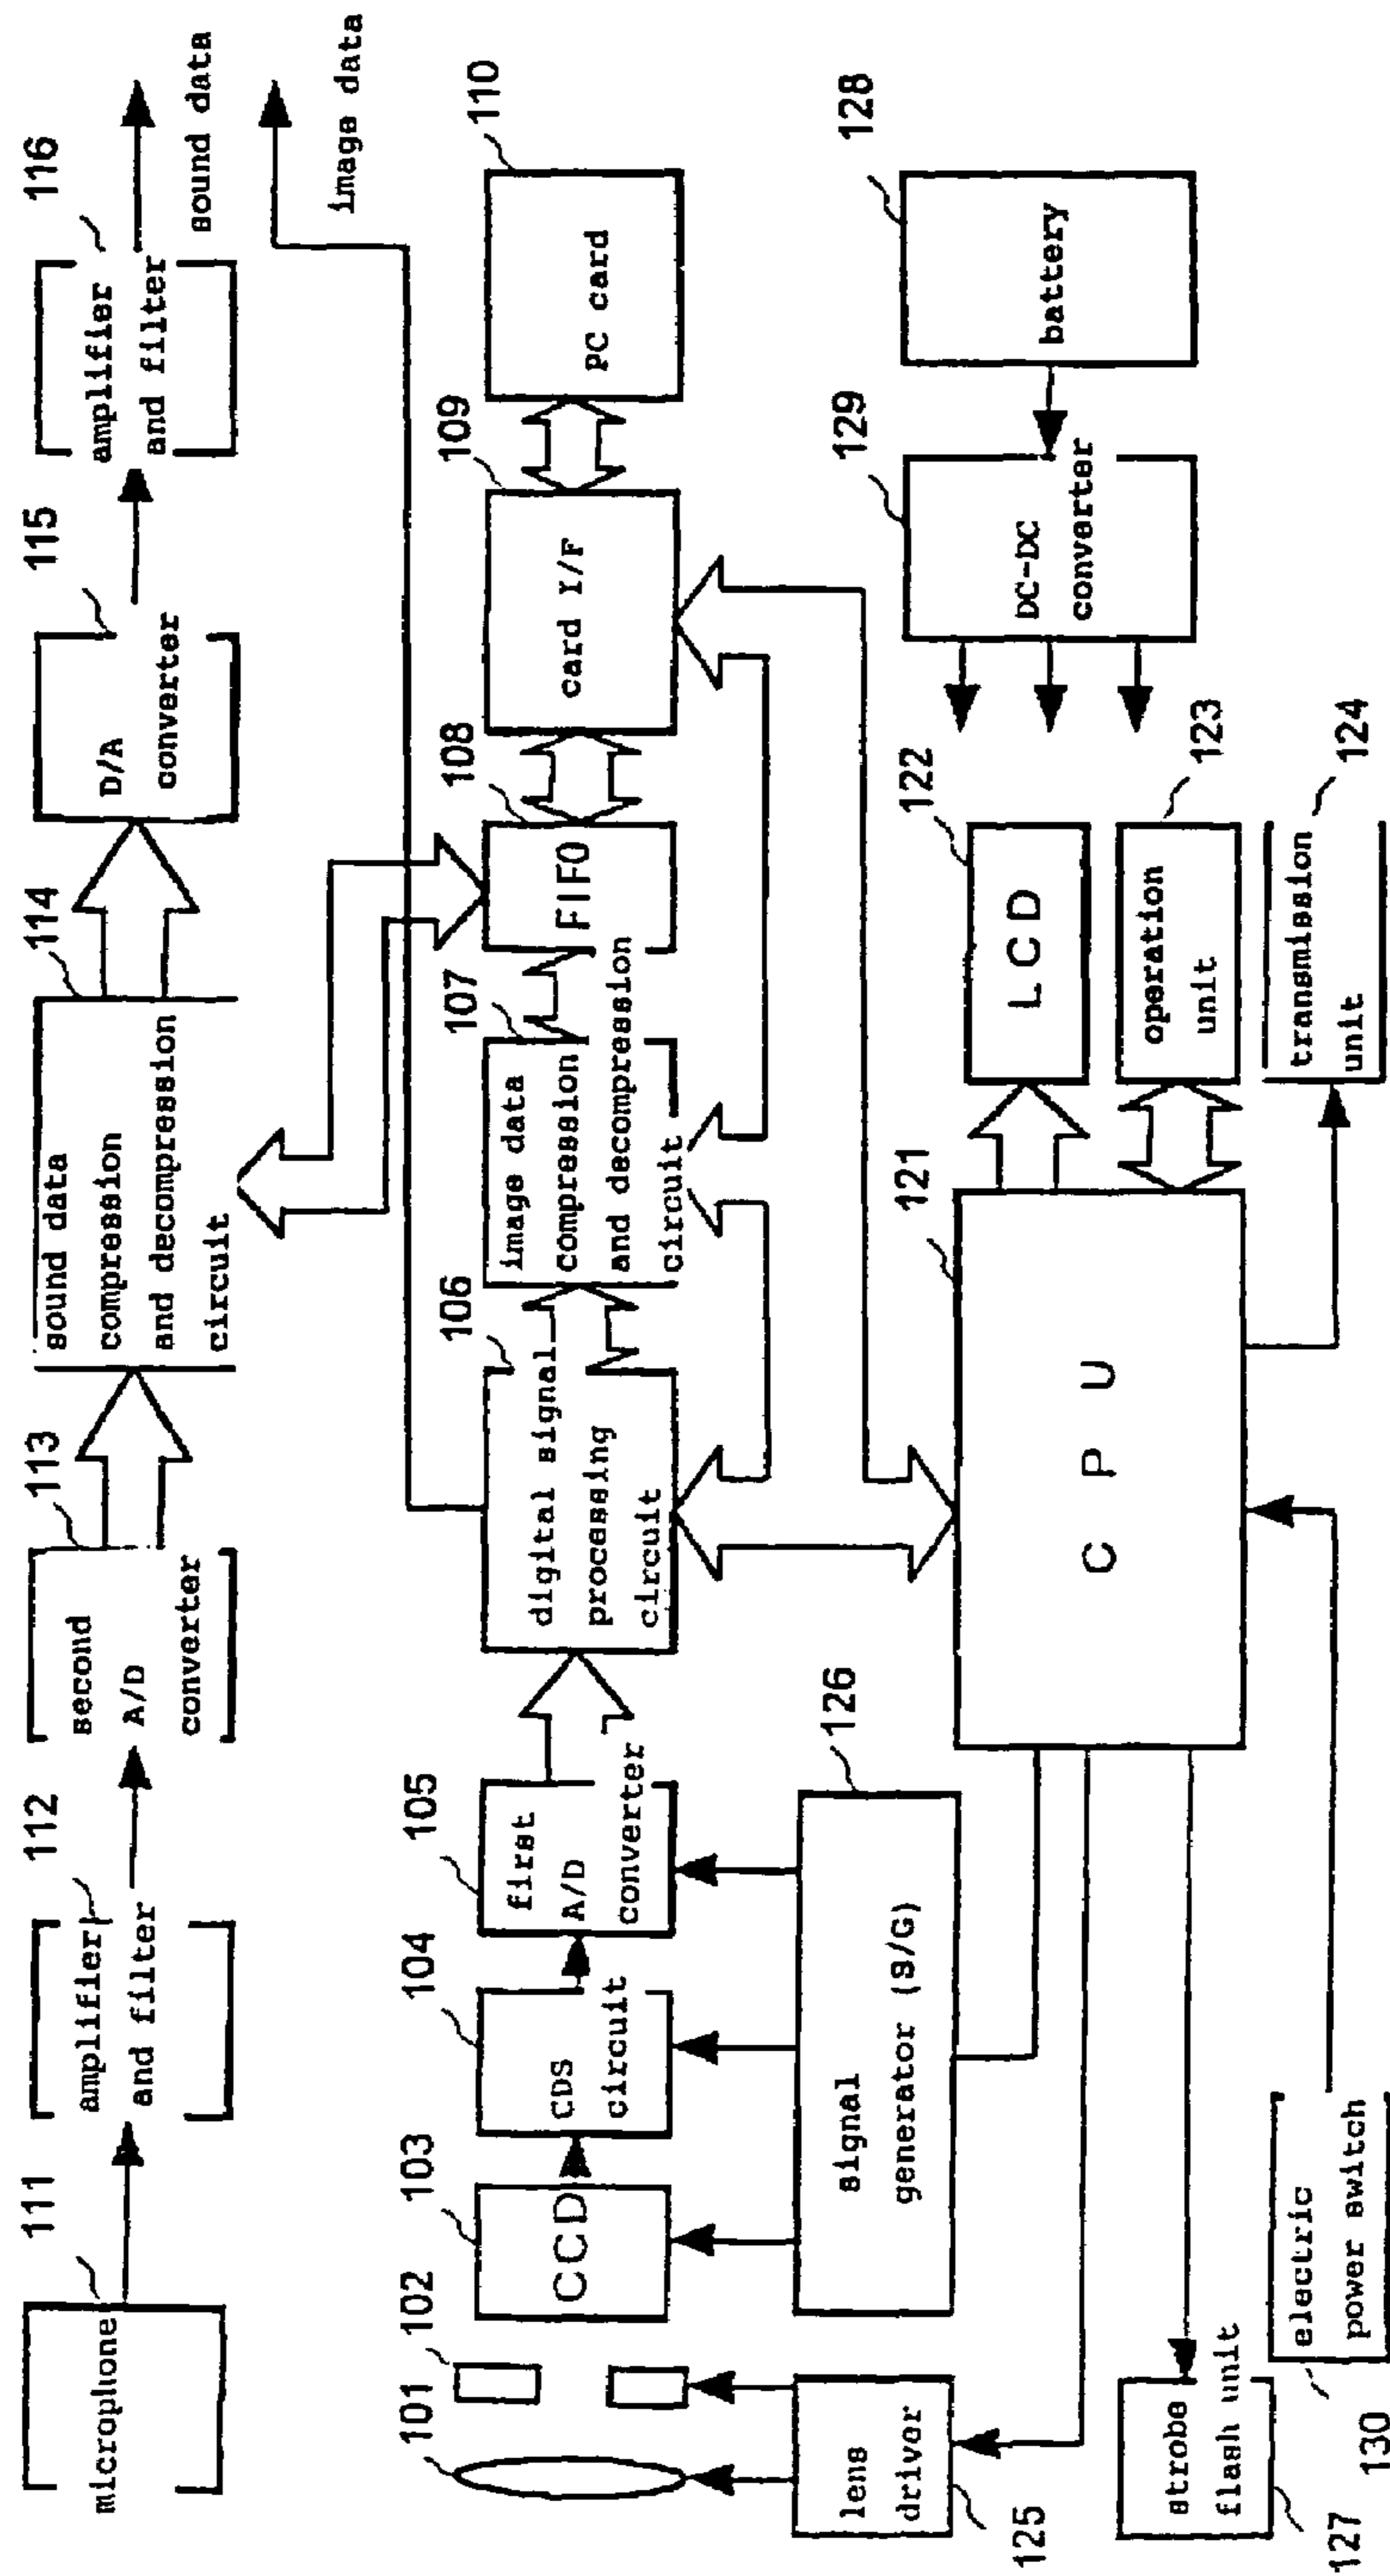 111
microphone
112
amplifier
and filter
113
second
A/D
converter
114
sound data
compression
and decompression
circuit
115
D/A
converter
116
amplifier
and filter
sound data
image data
101
102
103
CCD
104
CDS
circuit
105
first
A/D
converter
106
digital signal
processing
circuit
107
image data
compression
and decompression
circuit
108
FIFO
109
card I/F
110
PC card
125
lens
driver
126
signal
generator (S/G)
121
CPU
122
LCD
123
operation
unit
124
transmission
unit
127
strobe
flash unit
130
electric
power switch
129
DC-DC
converter
128
battery